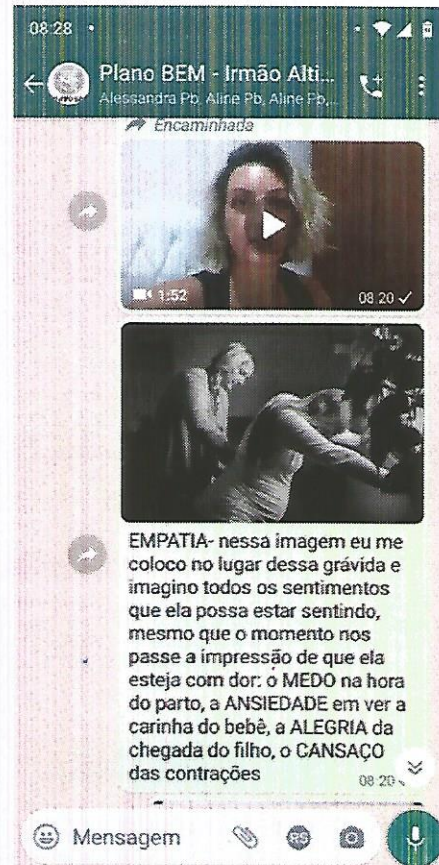 08:28
Plano BEM - Irmão Alti...
Alessandra Pb, Aline Pb, Aline Pb,...
Encaminhada
1:52
08:20
EMPATIA- nessa imagem eu me
coloco no lugar dessa grávida e
imagino todos os sentimentos
que ela possa estar sentindo,
mesmo que o momento nos
passe a impressão de que ela
esteja com dor: o MEDO na hora
do parto, a ANSIEDADE em ver a
carinha do bebê, a ALEGRIA da
chegada do filho, o CANSAÇO
das contrações
08:20
Mensagem